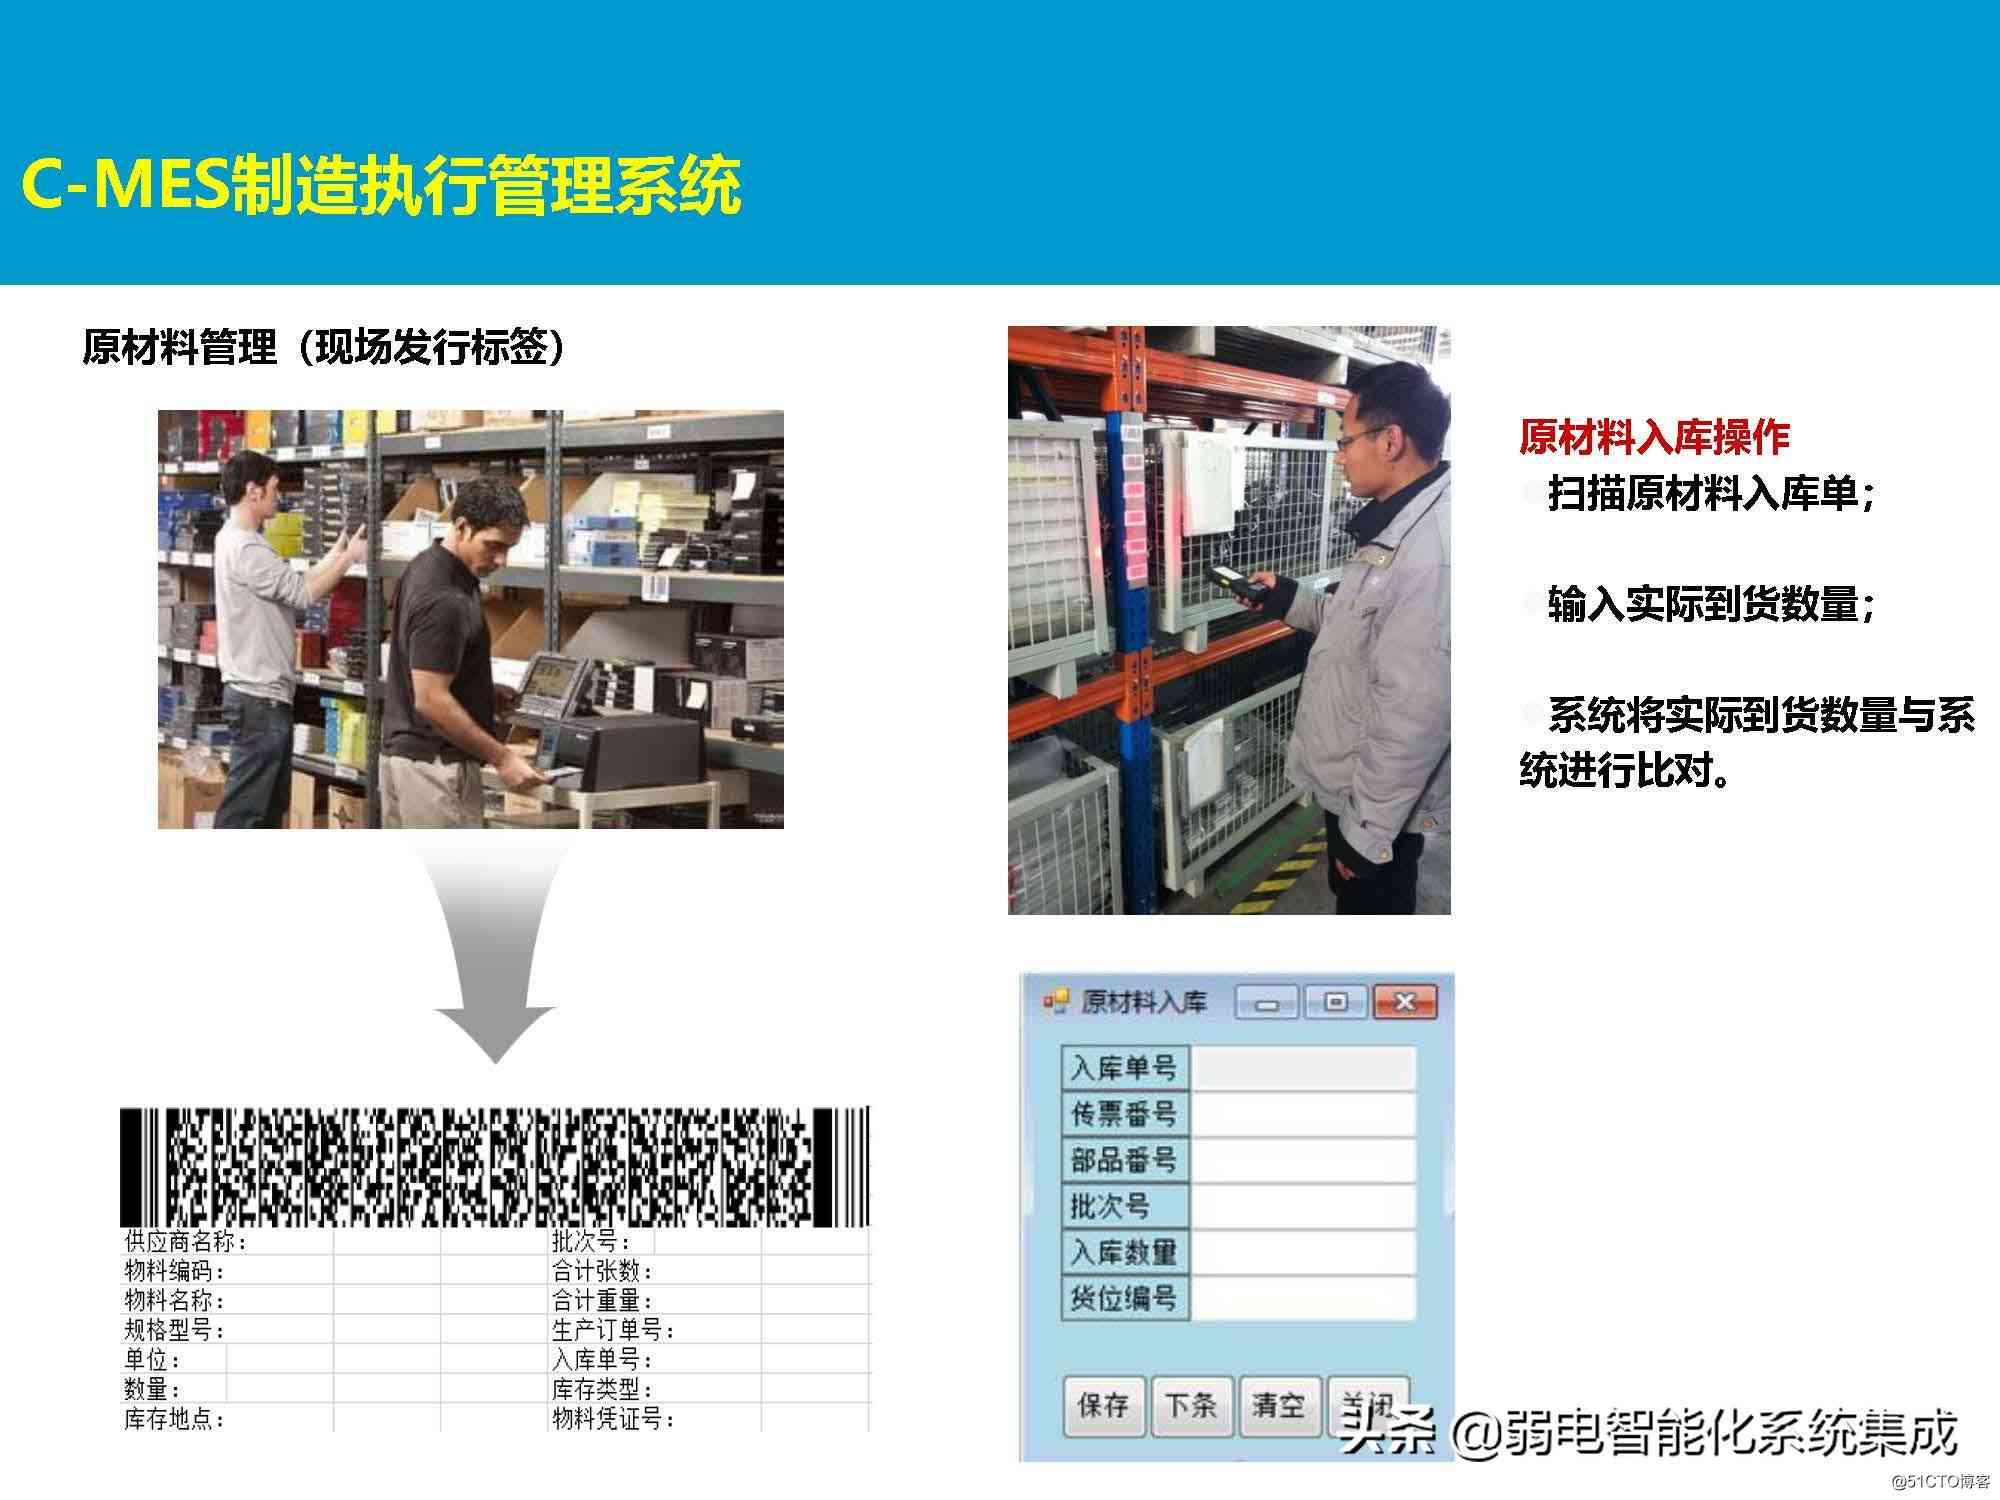 C-MES制造执行管理系统
原材料管理（现场发行标签）
原材料入库操作
扫描原材料入库单；
输入实际到货数量；
系统将实际到货数量与系
统进行比对。
供应商名称：
批次号：
物料编码：
合计张数：
物料名称：
合计重量：
规格型号：
生产订单号：
单位：
入库单号：
数量：
库存类型：
库存地点：
物料凭证号：
原材料入库
入库单号
传票番号
部品番号
批次号
入库数量
货位编号
保存
下条
清空
关闭
头条 @弱电智能化系统集成
@51CTO博客